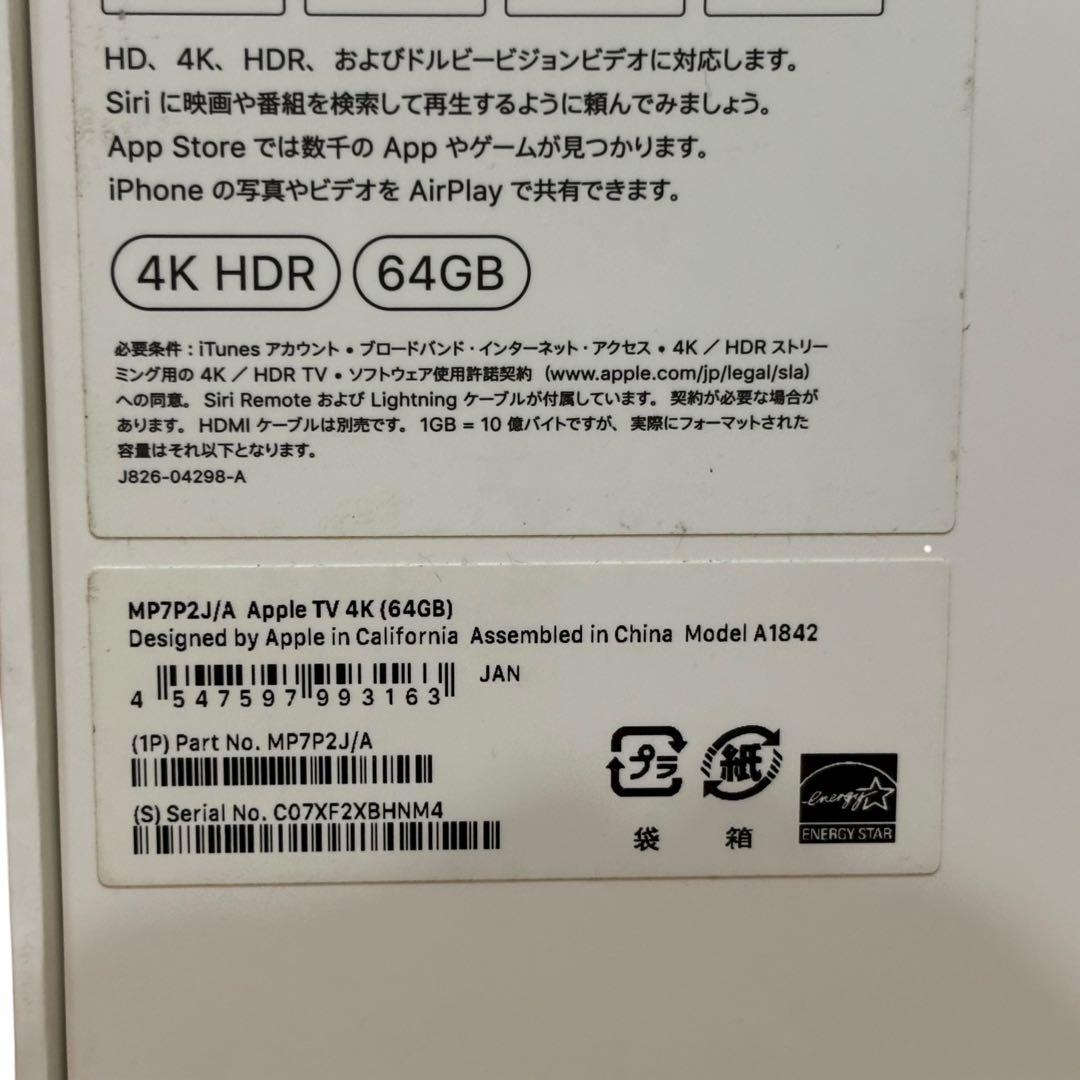 HD、4K、HDR、およびドルビービジョンビデオに対応します。
Siri に映画や番組を検索して再生するように頼んでみましょう。
App Store では数千の App やゲームが見つかります。
iPhone の写真やビデオを AirPlay で共有できます。
4K HDR 64GB
必要条件：iTunes アカウント • ブロードバンド・インターネット・アクセス • 4K / HDR ストリー
ミング用の 4K / HDR TV • ソフトウェア使用許諾契約（www.apple.com/jp/legal/sla）
への同意。Siri Remote および Lightning ケーブルが付属しています。契約が必要な場合が
あります。HDMI ケーブルは別売です。1GB = 10 億バイトですが、実際にフォーマットされた
容量はそれ以下となります。
J826-04298-A
MP7P2J/A Apple TV 4K (64GB)
Designed by Apple in California Assembled in China Model A1842
JAN
4 547597 993163
(1P) Part No. MP7P2J/A
(S) Serial No. C07XF2XBHNM4
プラ 紙
袋 箱
energy
ENERGY STAR